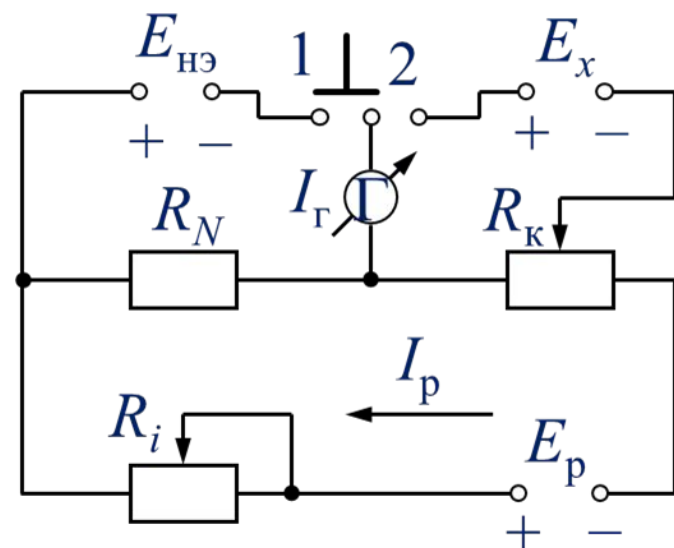 Eнэ 1 2 Ex
+ − + −
Iг Г
RN Rк
Iр
Ri Eр
+ −